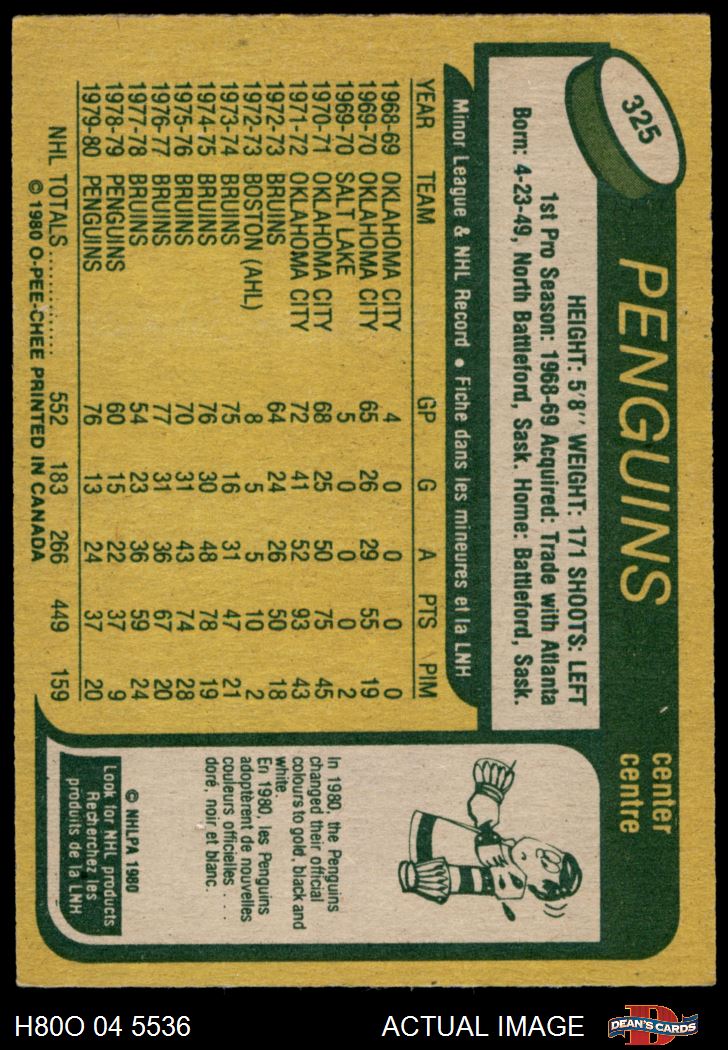 325
PENGUINS
center
centre
HEIGHT: 5'8" WEIGHT: 171 SHOOTS: LEFT
1st Pro Season: 1968-69 Acquired: Trade with Atlanta
Born: 4-23-49, North Battleford, Sask. Home: Battleford, Sask.
Minor League & NHL Record • Fiche dans les mineures et la LNH
YEAR TEAM GP G A PTS PIM
1968-69 OKLAHOMA CITY 4 0 0 0 0
1969-70 OKLAHOMA CITY 65 26 29 55 19
1969-70 SALT LAKE 5 0 0 0 2
1970-71 OKLAHOMA CITY 68 25 50 75 45
1971-72 OKLAHOMA CITY 72 41 52 93 43
1972-73 BRUINS 64 24 26 50 18
1972-73 BOSTON (AHL) 8 5 5 10 2
1973-74 BRUINS 75 16 31 47 21
1974-75 BRUINS 76 30 48 78 19
1975-76 BRUINS 70 31 43 74 28
1976-77 BRUINS 77 31 36 67 20
1977-78 BRUINS 54 23 36 59 24
1978-79 PENGUINS 60 15 22 37 9
1979-80 PENGUINS 76 13 24 37 20
NHL TOTALS............ 552 183 266 449 159
© 1980 O-PEE-CHEE PRINTED IN CANADA
In 1980, the Penguins
changed their official
colours to gold, black and
white.
En 1980, les Penguins
adoptèrent de nouvelles
couleurs officielles . . .
doré, noir et blanc.
© NHLPA 1980
Look for NHL products
Recherchez les
produits de la LNH
H80O 04 5536
ACTUAL IMAGE
D
DEAN'S CARDS